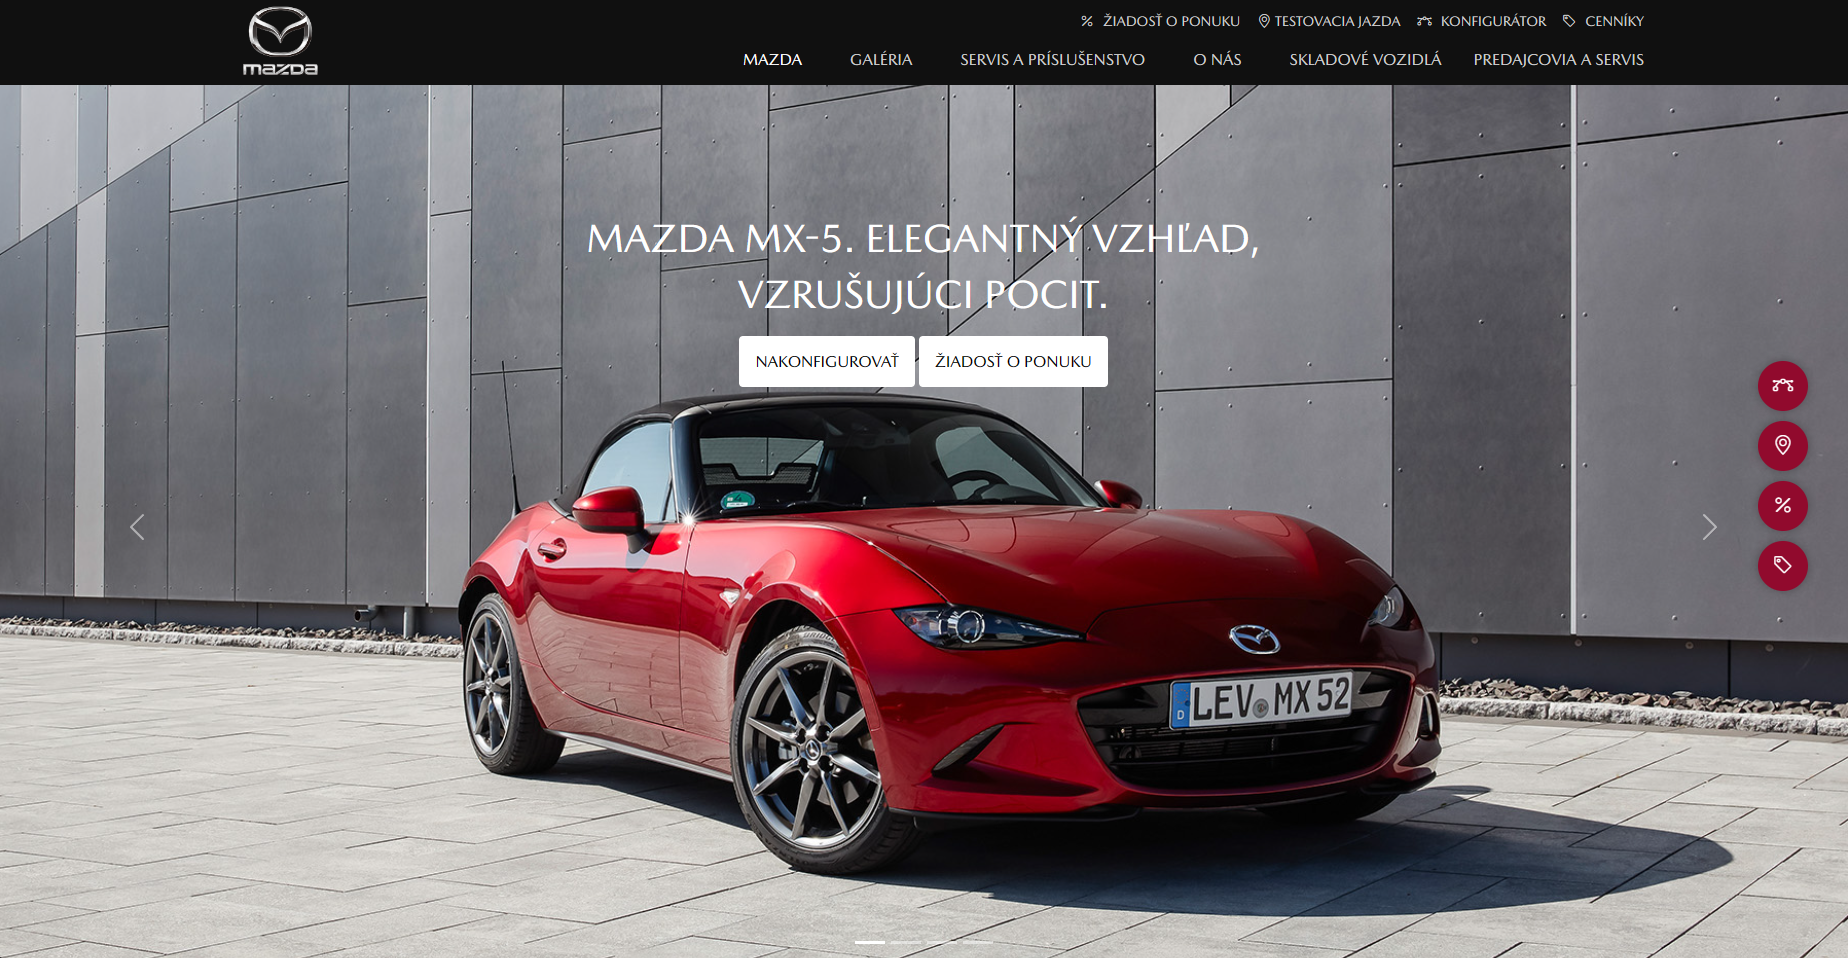 mazda
ŽIADOSŤ O PONUKU
TESTOVACIA JAZDA
KONFIGURÁTOR
CENNÍKY
MAZDA
GALÉRIA
SERVIS A PRÍSLUŠENSTVO
O NÁS
SKLADOVÉ VOZIDLÁ
PREDAJCOVIA A SERVIS
MAZDA MX-5. ELEGANTNÝ VZHĽAD,
VZRUŠUJÚCI POCIT.
NAKONFIGUROVAŤ
ŽIADOSŤ O PONUKU
D LEV MX 52